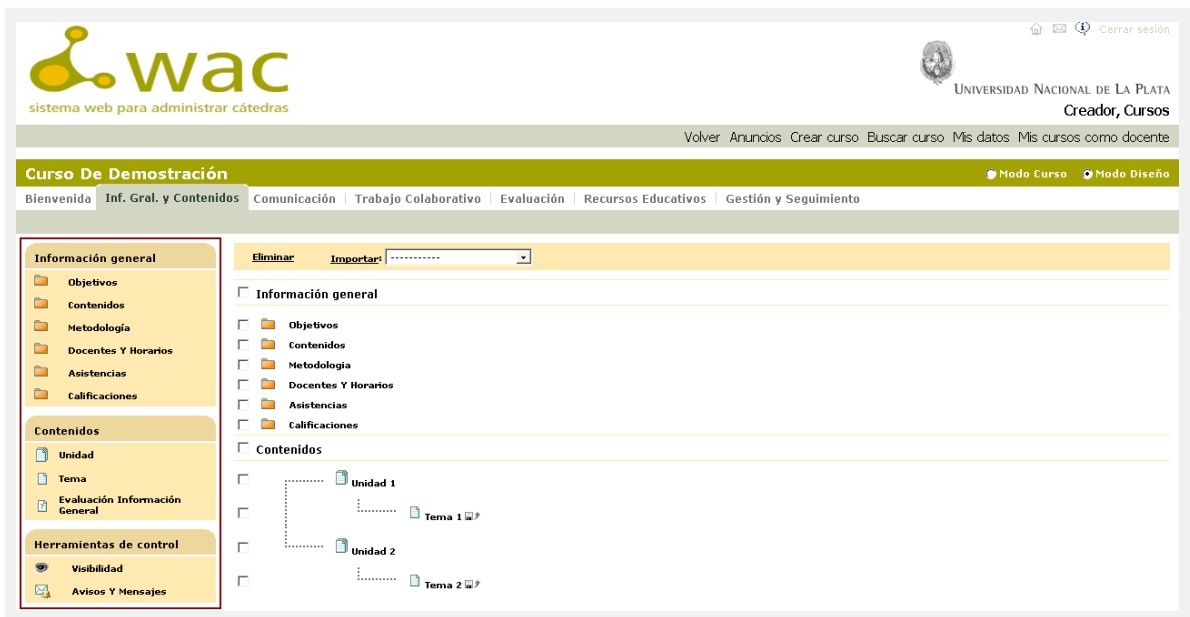 Cerrar sesión
wac
sistema web para administrar cátedras
UNIVERSIDAD NACIONAL DE LA PLATA
Creador, Cursos
Volver Anuncios Crear curso Buscar curso Mis datos Mis cursos como docente
Curso De Demostración
Modo Curso Modo Diseño
Bienvenida Inf. Gral. y Contenidos Comunicación | Trabajo Colaborativo | Evaluación | Recursos Educativos | Gestión y Seguimiento
Información general
Objetivos
Contenidos
Metodología
Docentes Y Horarios
Asistencias
Calificaciones
Contenidos
Unidad
Tema
Evaluación Información
General
Herramientas de control
Visibilidad
Avisos Y Mensajes
Eliminar Importar: -----------
Información general
Objetivos
Contenidos
Metodologia
Docentes Y Horarios
Asistencias
Calificaciones
Contenidos
Unidad 1
Tema 1
Unidad 2
Tema 2